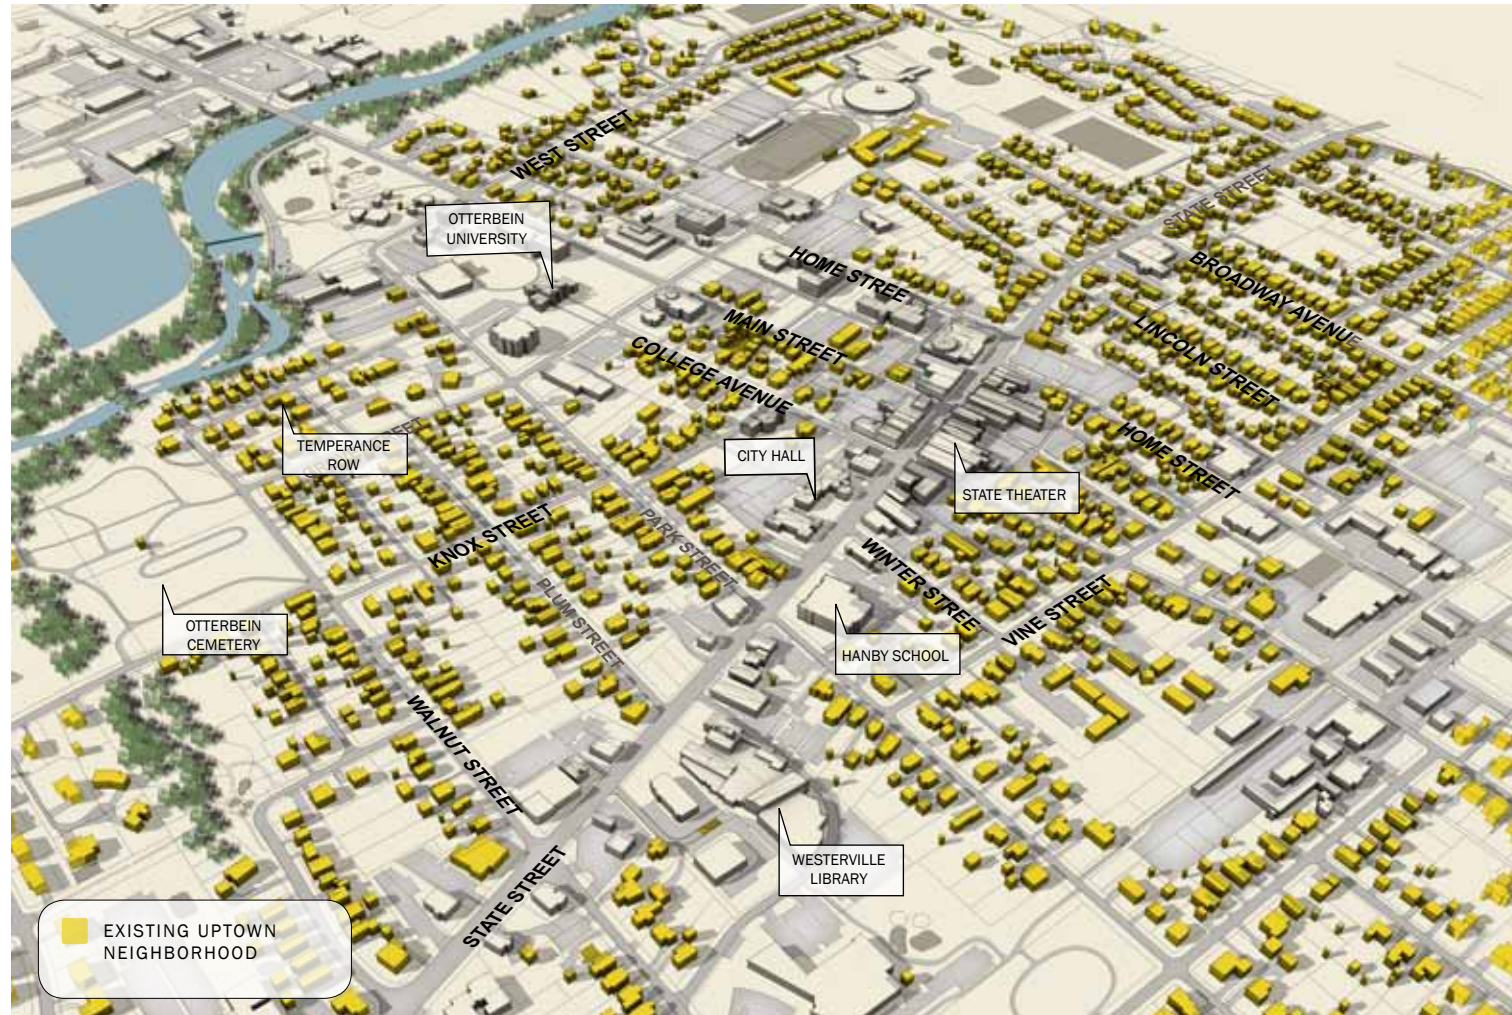 WEST STREET
STATE STREET
OTTERBEIN
UNIVERSITY
HOME STREE
BROADWAY AVENUE
MAIN STREET
LINCOLN STREET
COLLEGE AVENUE
TEMPERANCE
ROW
CITY HALL
HOME STREET
STATE THEATER
KNOX STREET
PARK STREET
WINTER STREET
PLUM STREET
VINE STREET
OTTERBEIN
CEMETERY
HANBY SCHOOL
WALNUT STREET
WESTERVILLE
LIBRARY
STATE STREET
EXISTING UPTOWN
NEIGHBORHOOD